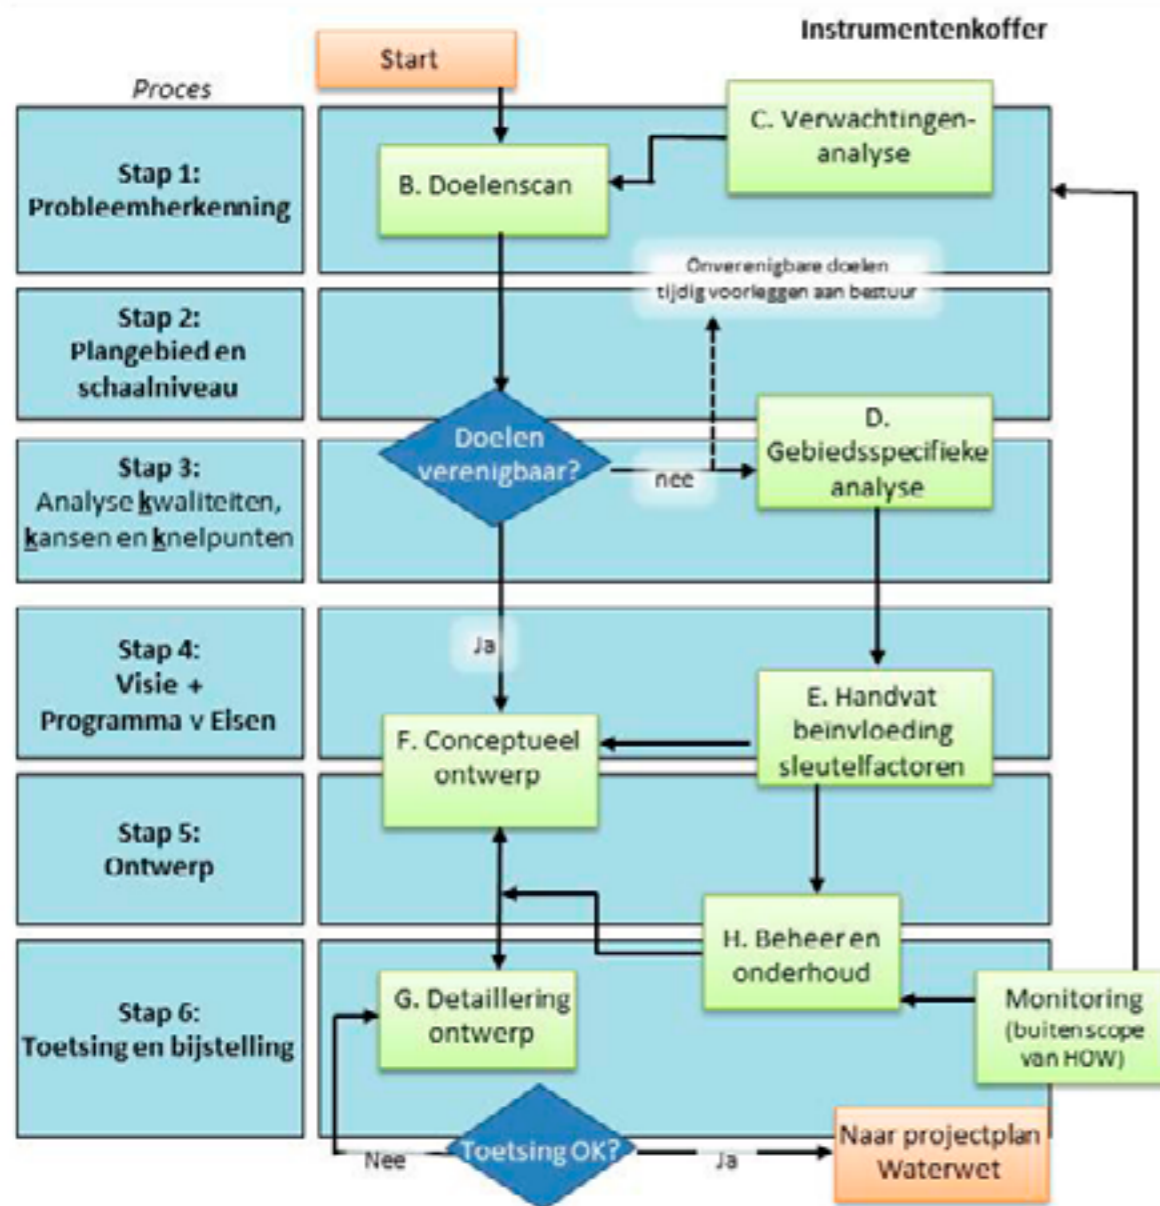 Instrumentenkoffer
Start
Proces
Stap 1:
Probleemherkenning
C. Verwachtingen-
analyse
B. Doelenscan
Onverenigbare doelen
tijdig voorleggen aan bestuur
Stap 2:
Plangebied en
schaalniveau
Doelen
verenigbaar?
nee
D.
Gebiedsspecifieke
analyse
Stap 3:
Analyse kwaliteiten,
kansen en knelpunten
Ja
Stap 4:
Visie +
Programma v Eisen
E. Handvat
beïnvloeding
sleutelfactoren
F. Conceptueel
ontwerp
Stap 5:
Ontwerp
H. Beheer en
onderhoud
Stap 6:
Toetsing en bijstelling
G. Detaillering
ontwerp
Monitoring
(buiten scope
van HOW)
Toetsing OK?
Nee
Ja
Naar projectplan
Waterwet